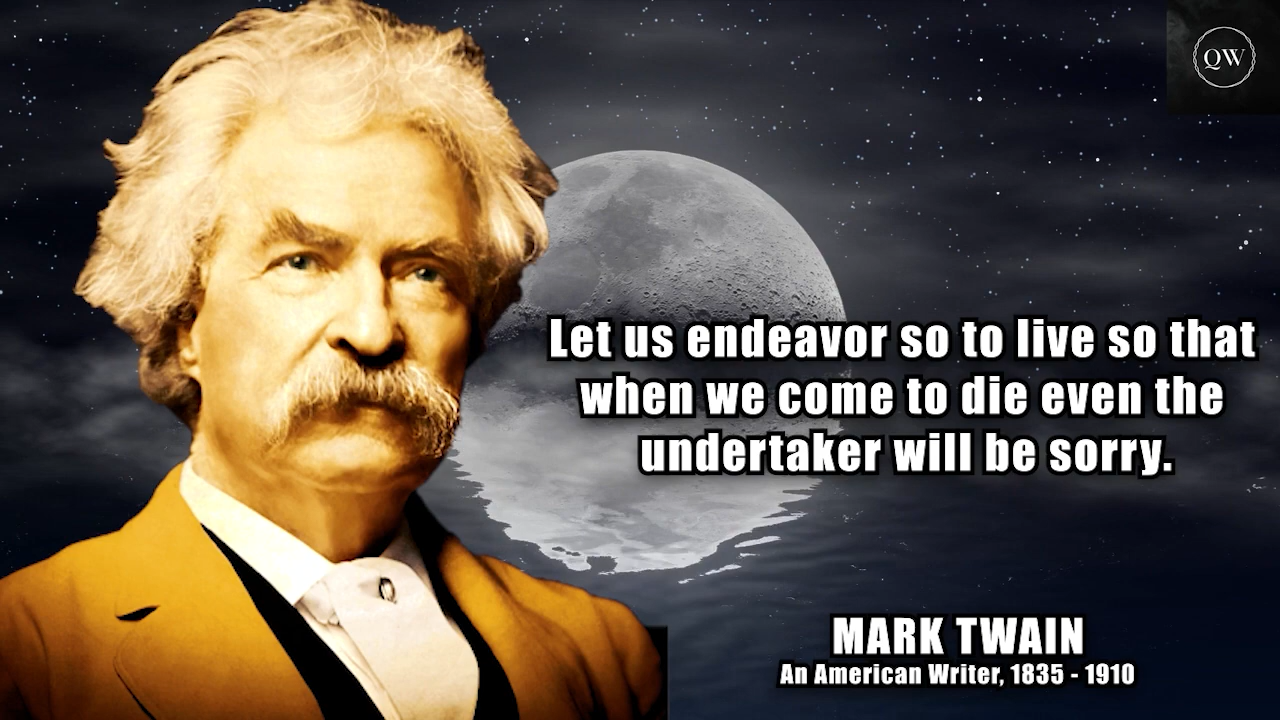 QW
Let us endeavor so to live so that
when we come to die even the
undertaker will be sorry.
MARK TWAIN
An American Writer, 1835 - 1910